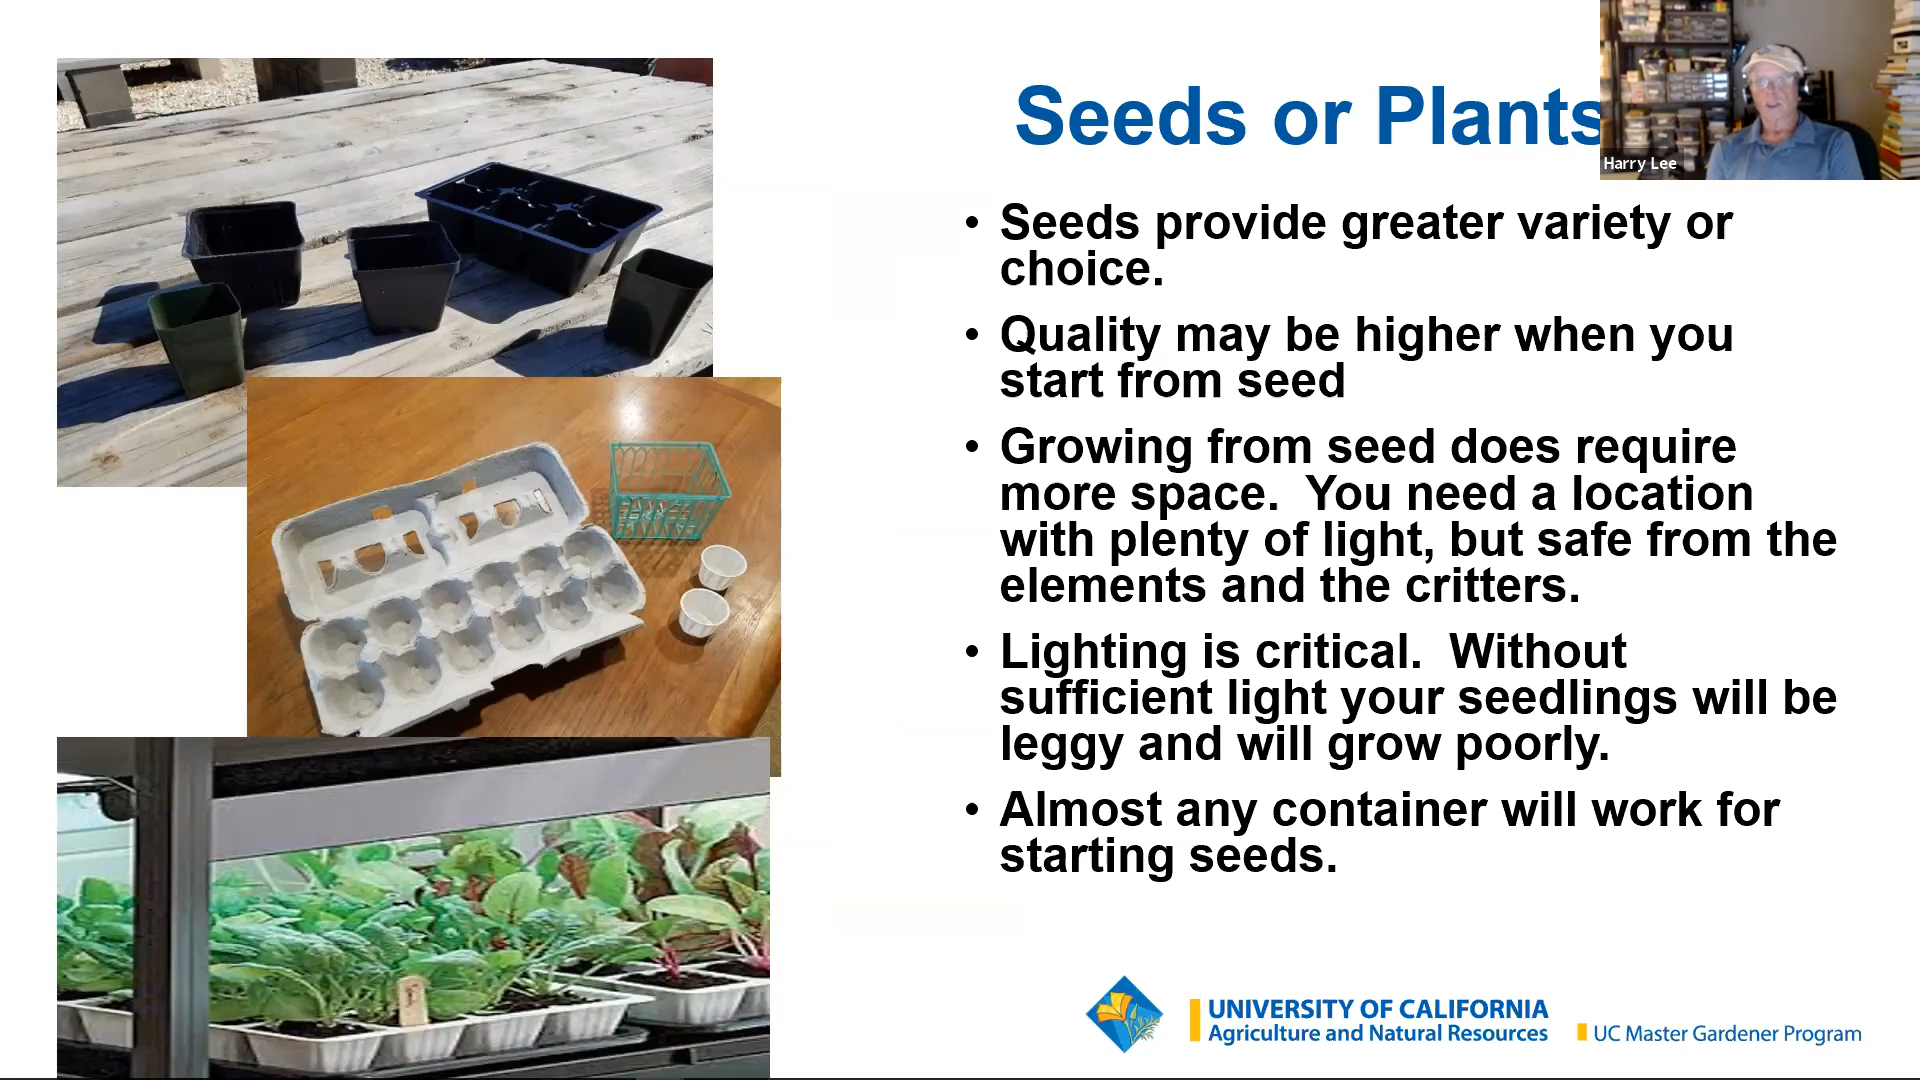 Seeds or Plants
Harry Lee
• Seeds provide greater variety or
choice.
• Quality may be higher when you
start from seed
• Growing from seed does require
more space.  You need a location
with plenty of light, but safe from the
elements and the critters.
• Lighting is critical.  Without
sufficient light your seedlings will be
leggy and will grow poorly.
• Almost any container will work for
starting seeds.
UNIVERSITY OF CALIFORNIA
Agriculture and Natural Resources
UC Master Gardener Program